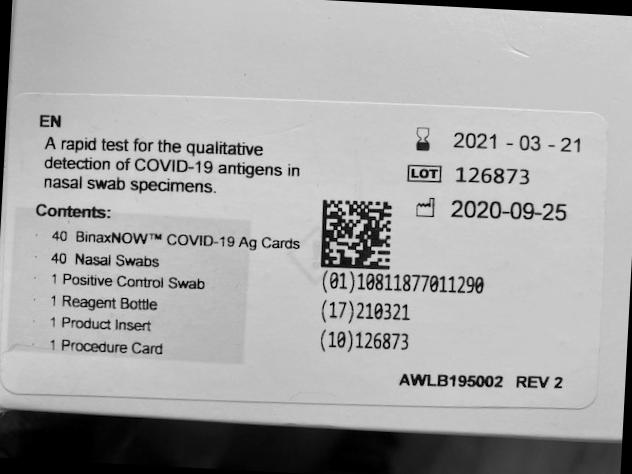 EN
A rapid test for the qualitative
detection of COVID-19 antigens in
nasal swab specimens.
Contents:
· 40 BinaxNOW™ COVID-19 Ag Cards
· 40 Nasal Swabs
· 1 Positive Control Swab
· 1 Reagent Bottle
· 1 Product Insert
· 1 Procedure Card
2021 - 03 - 21
LOT 126873
2020-09-25
(01)10811877011290
(17)210321
(10)126873
AWLB195002 REV 2